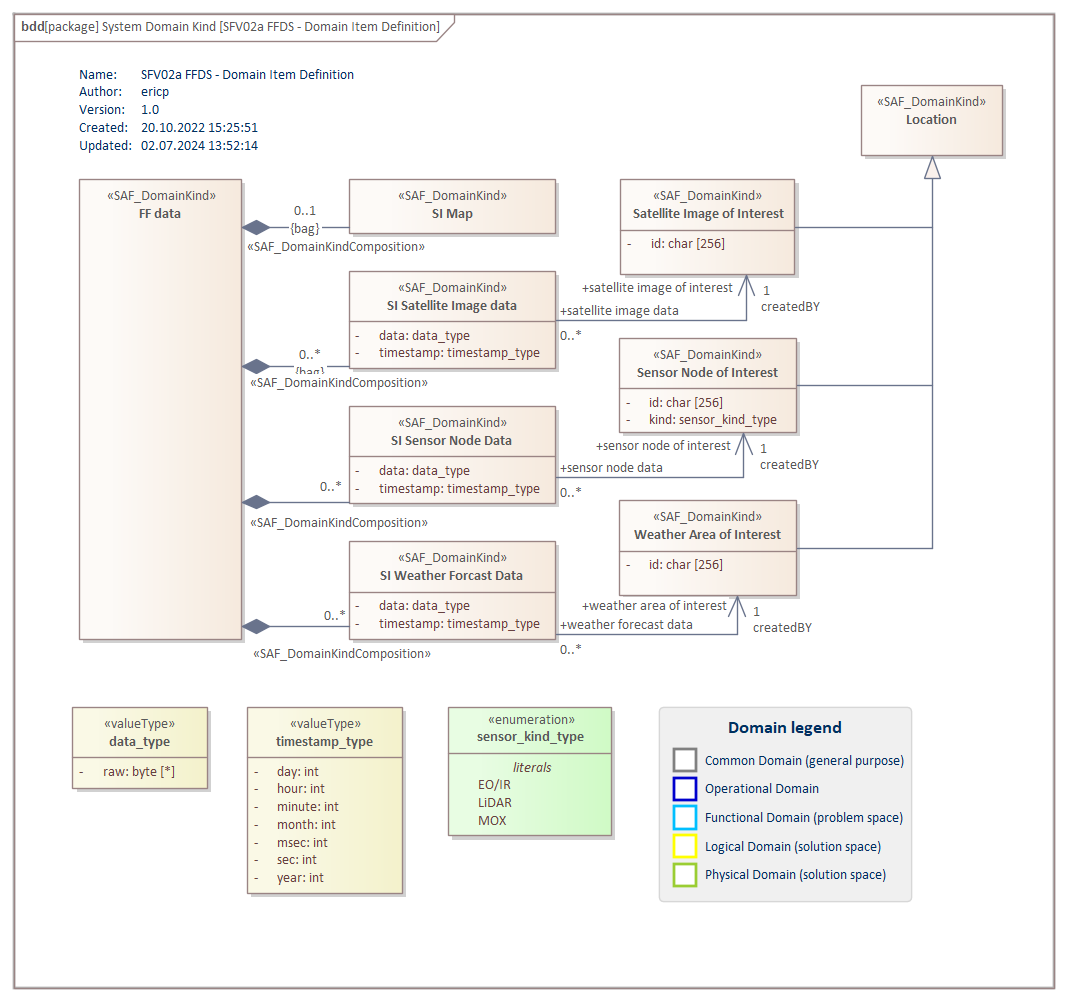 bdd[package] System Domain Kind [SFV02a FFDS - Domain Item Definition]
Name: SFV02a FFDS - Domain Item Definition
Author: ericp
Version: 1.0
Created: 20.10.2022 15:25:51
Updated: 02.07.2024 13:52:14
«SAF_DomainKind»
Location
«SAF_DomainKind»
FF data
0..1
{bag}
«SAF_DomainKindComposition»
«SAF_DomainKind»
SI Map
«SAF_DomainKind»
Satellite Image of Interest
- id: char [256]
«SAF_DomainKind»
SI Satellite Image data
- data: data_type
- timestamp: timestamp_type
+satellite image of interest
1
createdBY
+satellite image data
0..*
0..*
{bag}
«SAF_DomainKindComposition»
«SAF_DomainKind»
Sensor Node of Interest
- id: char [256]
- kind: sensor_kind_type
«SAF_DomainKind»
SI Sensor Node Data
- data: data_type
- timestamp: timestamp_type
+sensor node of interest
1
createdBY
+sensor node data
0..*
0..*
«SAF_DomainKindComposition»
«SAF_DomainKind»
Weather Area of Interest
- id: char [256]
«SAF_DomainKind»
SI Weather Forcast Data
- data: data_type
- timestamp: timestamp_type
+weather area of interest
1
createdBY
+weather forecast data
0..*
0..*
«SAF_DomainKindComposition»
«valueType»
data_type
- raw: byte [*]
«valueType»
timestamp_type
- day: int
- hour: int
- minute: int
- month: int
- msec: int
- sec: int
- year: int
«enumeration»
sensor_kind_type
literals
EO/IR
LiDAR
MOX
Domain legend
Common Domain (general purpose)
Operational Domain
Functional Domain (problem space)
Logical Domain (solution space)
Physical Domain (solution space)